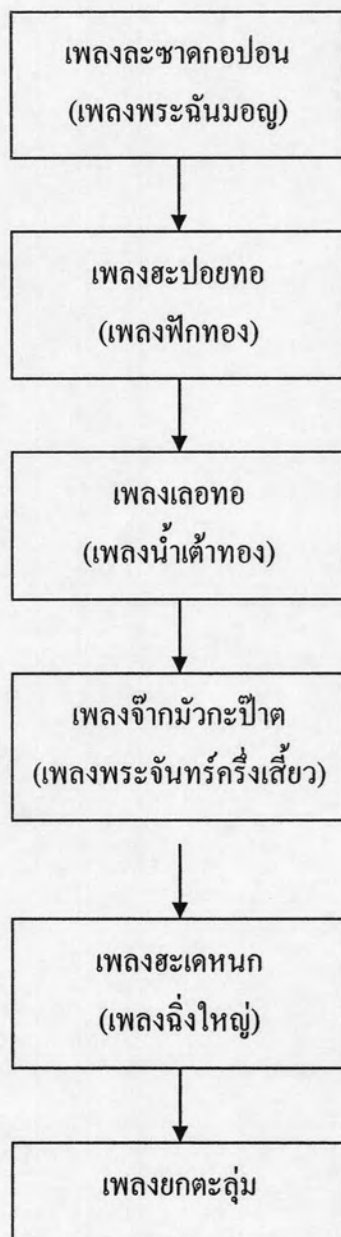 เพลงละซาดกอปอน
(เพลงพระฉันมอญ)
เพลงฮะปอยทอ
(เพลงฟักทอง)
เพลงเลอทอ
(เพลงน้ำเต้าทอง)
เพลงจ๊ากมัวกะป๊าต
(เพลงพระจันทร์ครึ่งเสี้ยว)
เพลงฮะเดหนก
(เพลงฉิ่งใหญ่)
เพลงยกตะลุ่ม